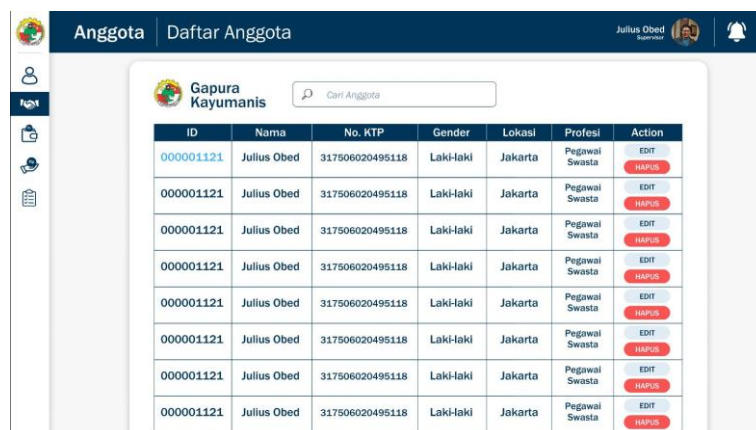 Anggota | Daftar Anggota
Julius Obed
Supervisor
Gapura
Kayumanis
Cari Anggota
ID Nama No. KTP Gender Lokasi Profesi Action
000001121 Julius Obed 317506020495118 Laki-laki Jakarta Pegawai Swasta EDIT HAPUS
000001121 Julius Obed 317506020495118 Laki-laki Jakarta Pegawai Swasta EDIT HAPUS
000001121 Julius Obed 317506020495118 Laki-laki Jakarta Pegawai Swasta EDIT HAPUS
000001121 Julius Obed 317506020495118 Laki-laki Jakarta Pegawai Swasta EDIT HAPUS
000001121 Julius Obed 317506020495118 Laki-laki Jakarta Pegawai Swasta EDIT HAPUS
000001121 Julius Obed 317506020495118 Laki-laki Jakarta Pegawai Swasta EDIT HAPUS
000001121 Julius Obed 317506020495118 Laki-laki Jakarta Pegawai Swasta EDIT HAPUS
000001121 Julius Obed 317506020495118 Laki-laki Jakarta Pegawai Swasta EDIT HAPUS